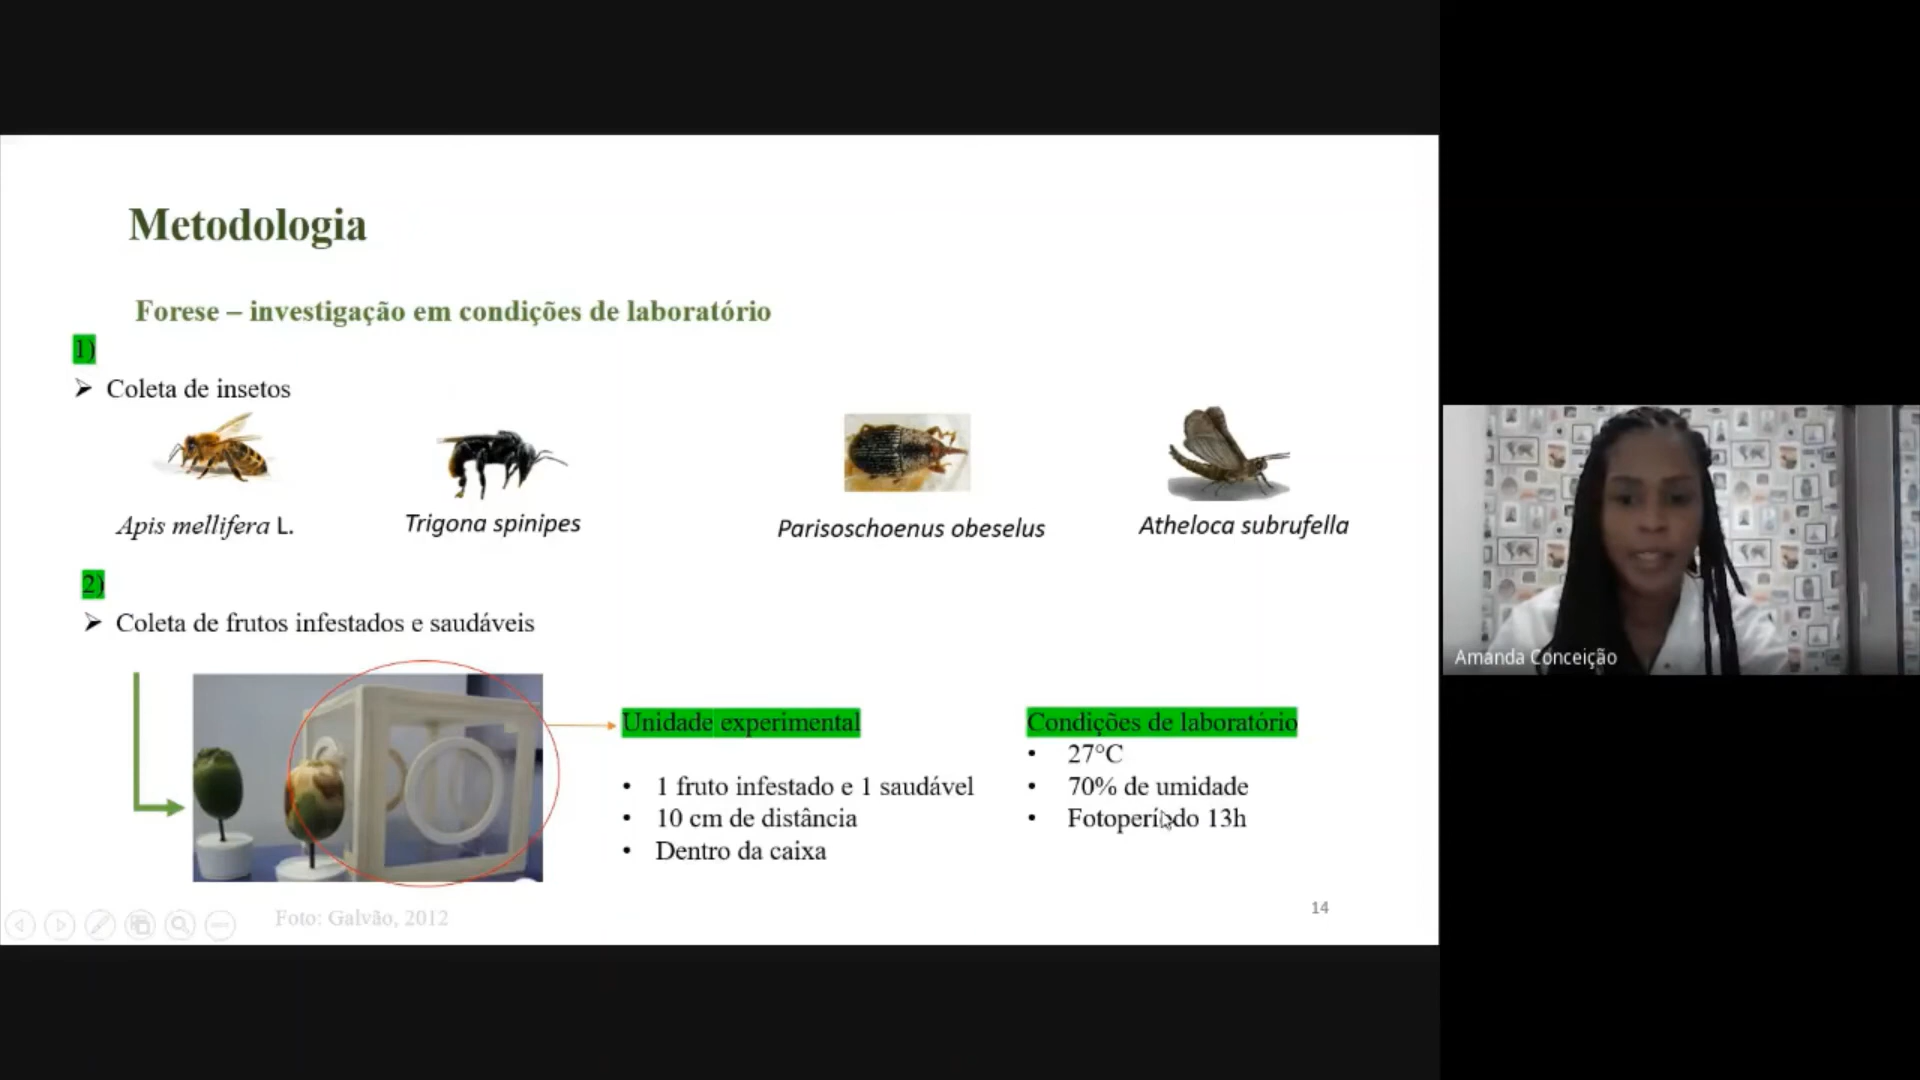 Metodologia
Forese – investigação em condições de laboratório
1)
➢ Coleta de insetos
Apis mellifera L.
Trigona spinipes
Parisoschoenus obeselus
Atheloca subrufella
2)
➢ Coleta de frutos infestados e saudáveis
Unidade experimental
• 1 fruto infestado e 1 saudável
• 10 cm de distância
• Dentro da caixa
Condições de laboratório
• 27°C
• 70% de umidade
• Fotoperíodo 13h
Foto: Galvão, 2012
14
Amanda Conceição